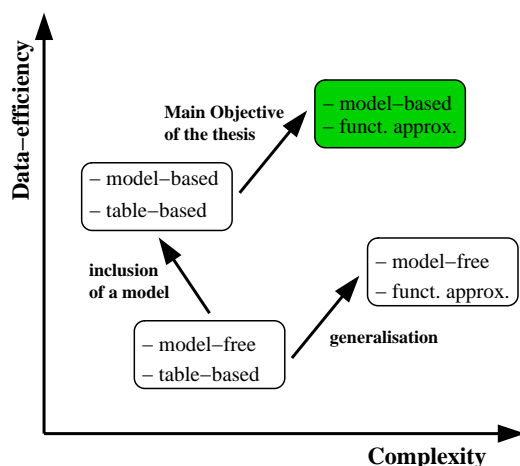 Data–efficiency
Main Objective
of the thesis
– model–based
– funct. approx.
– model–based
– table–based
inclusion
of a model
– model–free
– funct. approx.
generalisation
– model–free
– table–based
Complexity